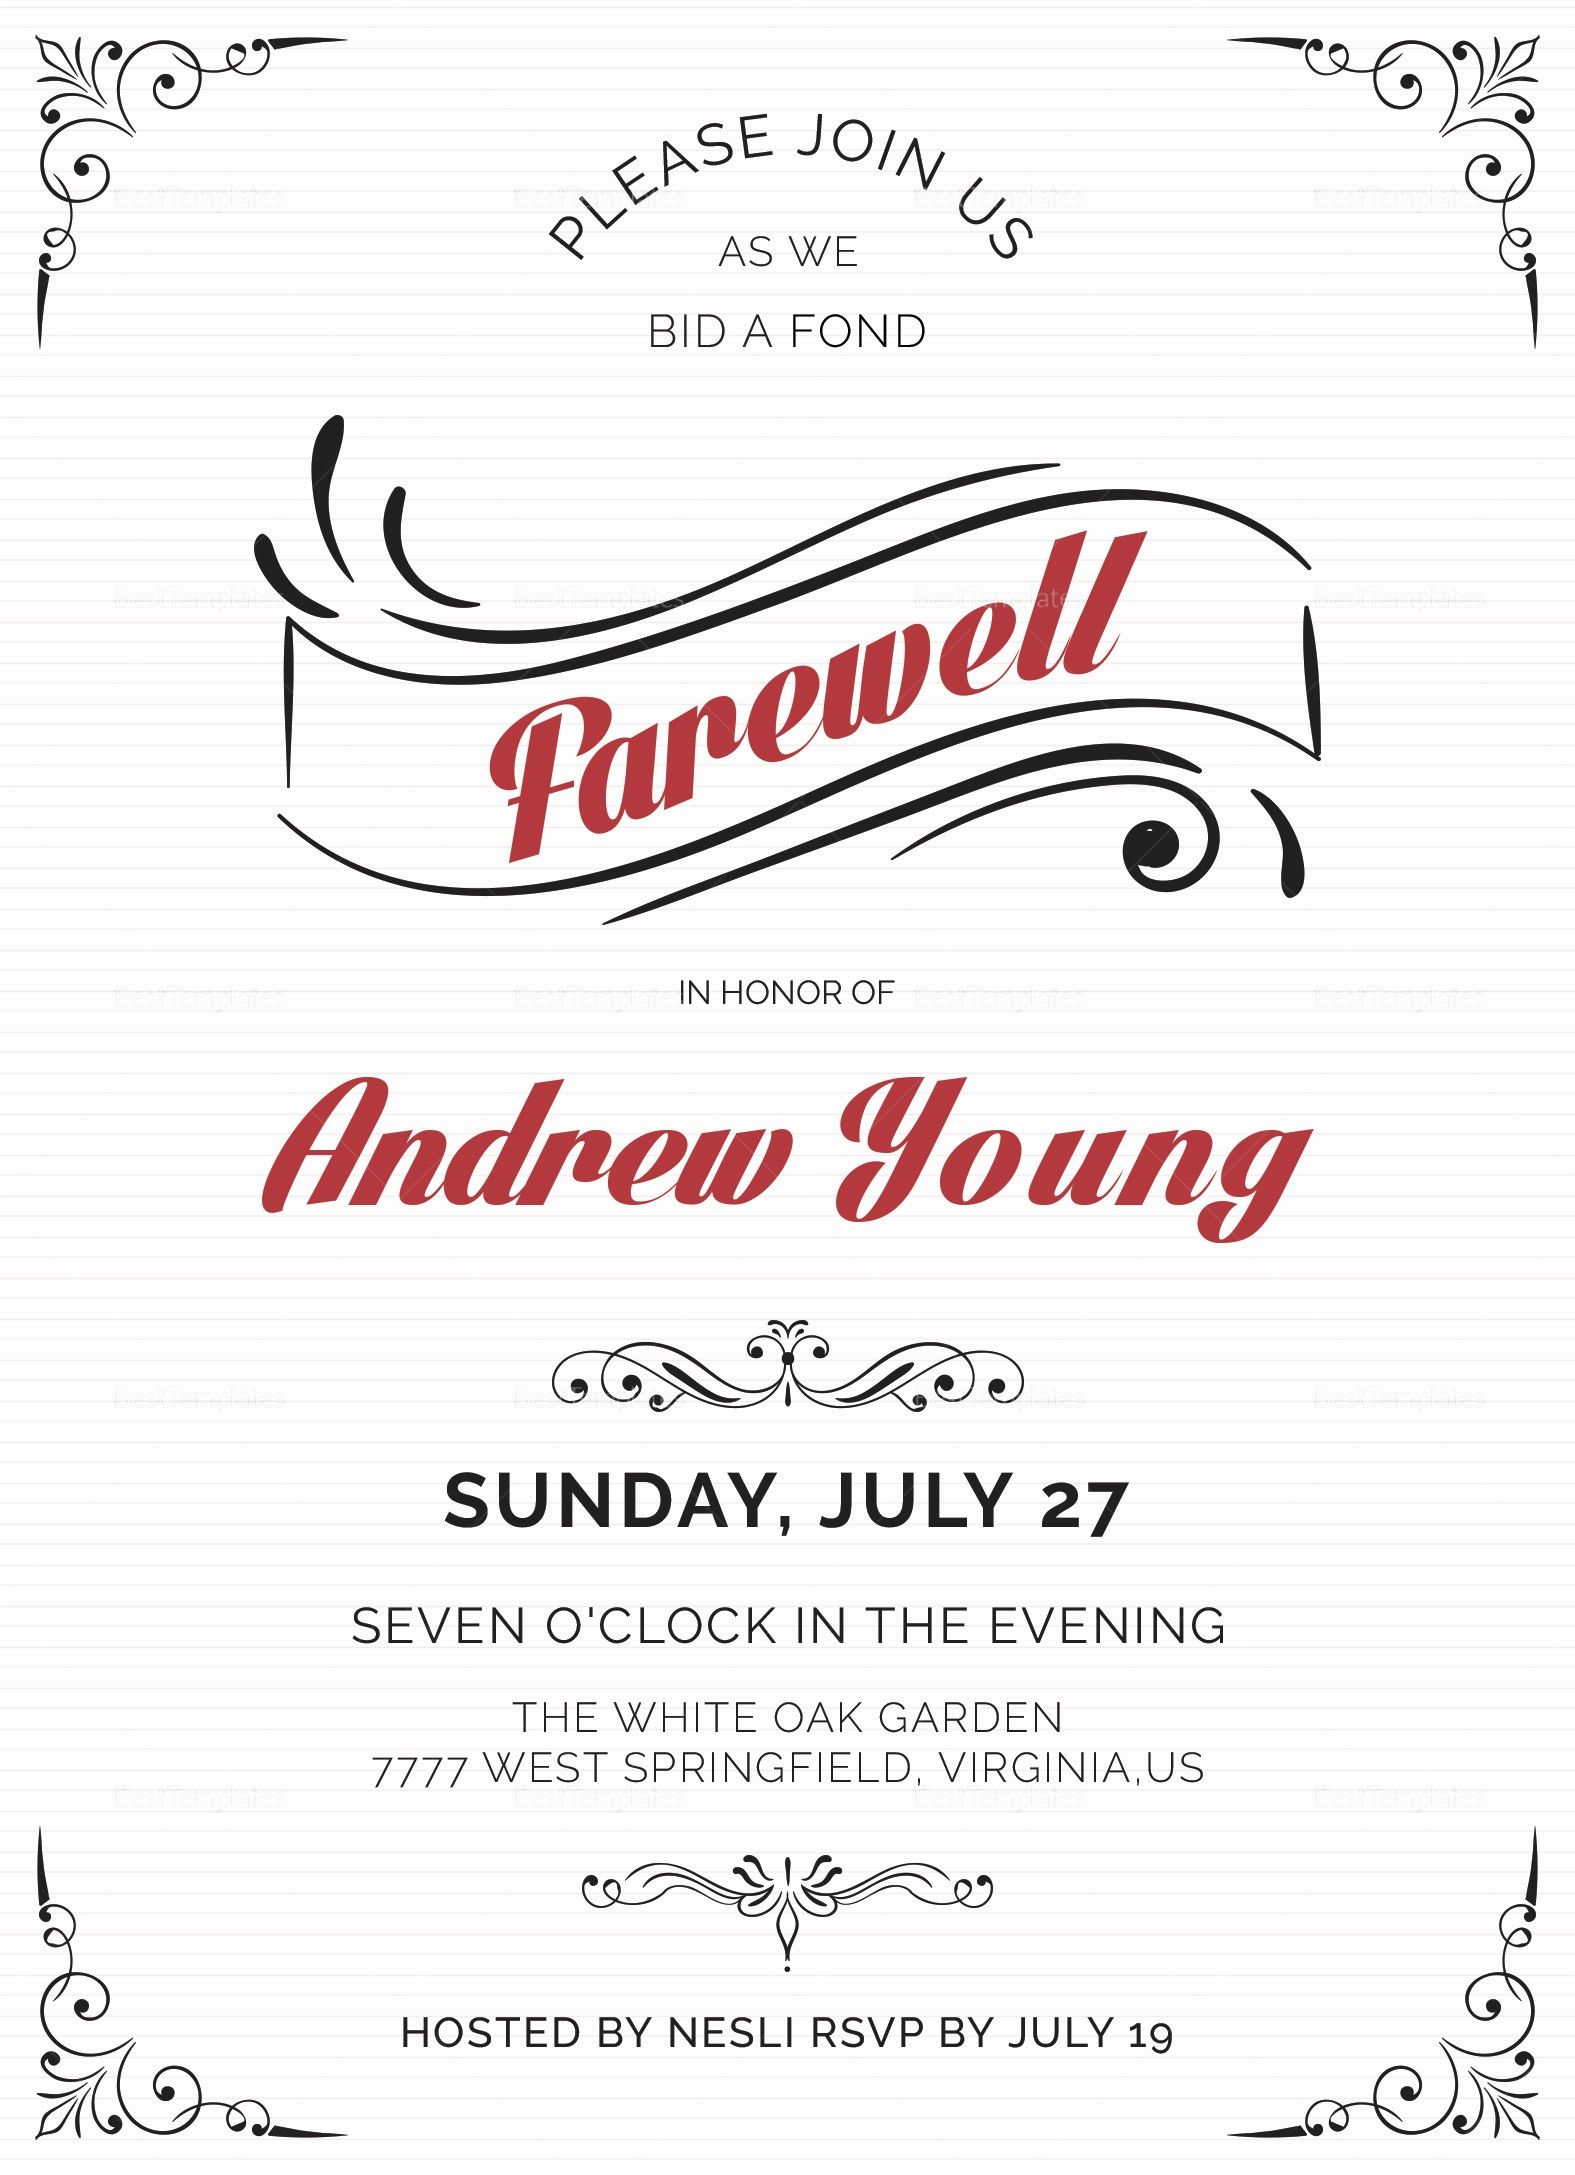 PLEASE JOIN US
AS WE
BID A FOND
Farewell
IN HONOR OF
Andrew Young
SUNDAY, JULY 27
SEVEN O'CLOCK IN THE EVENING
THE WHITE OAK GARDEN
7777 WEST SPRINGFIELD, VIRGINIA,US
HOSTED BY NESLI RSVP BY JULY 19
BestTemplates